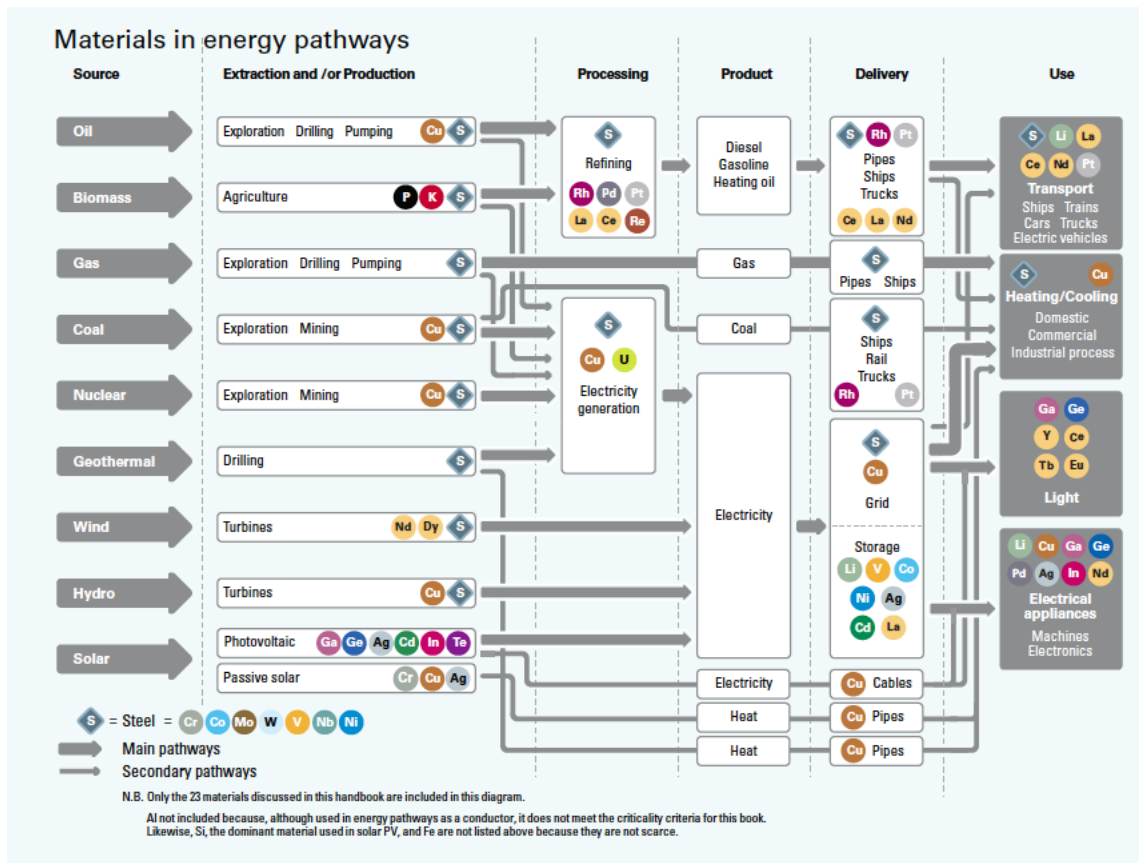 Materials in energy pathways
Source
Extraction and /or Production
Processing
Product
Delivery
Use
Oil
Exploration Drilling Pumping
Cu S
Biomass
Agriculture
P K S
Gas
Exploration Drilling Pumping
S
Coal
Exploration Mining
Cu S
Nuclear
Exploration Mining
Cu S
Geothermal
Drilling
S
Wind
Turbines
Nd Dy S
Hydro
Turbines
Cu S
Solar
Photovoltaic
Ga Ge Ag Cd In Te
Passive solar
Cr Cu Ag
S
Refining
Rh Pd Pt
La Ce Re
S
Cu U
Electricity
generation
Diesel
Gasoline
Heating oil
Gas
Coal
Electricity
Electricity
Heat
Heat
S Rh Pt
Pipes
Ships
Trucks
Ce La Nd
S
Pipes Ships
S
Ships
Rail
Trucks
Rh Pt
S
Cu
Grid
Storage
Li V Co
Ni Ag
Cd La
Cu Cables
Cu Pipes
Cu Pipes
S Li La
Ce Nd Pt
Transport
Ships Trains
Cars Trucks
Electric vehicles
S Cu
Heating/Cooling
Domestic
Commercial
Industrial process
Ga Ge
Y Ce
Tb Eu
Light
Li Cu Ga Ge
Pd Ag In Nd
Electrical
appliances
Machines
Electronics
S = Steel = Cr Co Mo W V Nb Ni
Main pathways
Secondary pathways
N.B. Only the 23 materials discussed in this handbook are included in this diagram.
Al not included because, although used in energy pathways as a conductor, it does not meet the criticality criteria for this book.
Likewise, Si, the dominant material used in solar PV, and Fe are not listed above because they are not scarce.